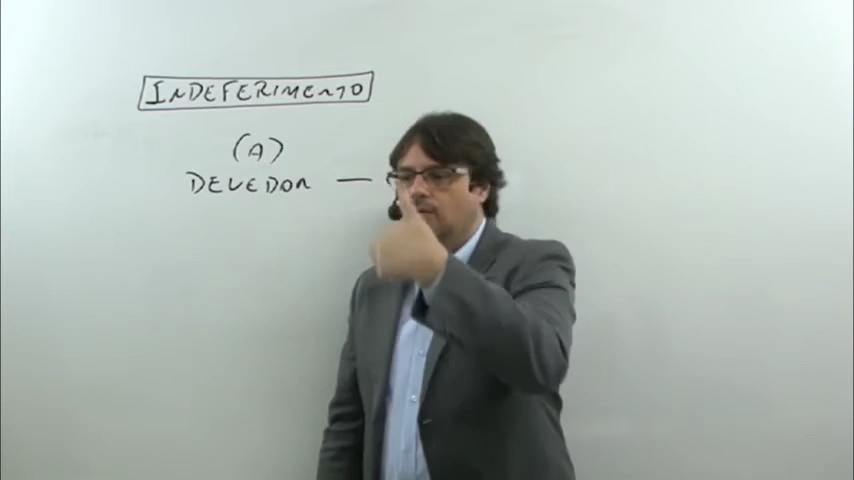 INDEFERIMENTO
(A)
DEVEDOR —